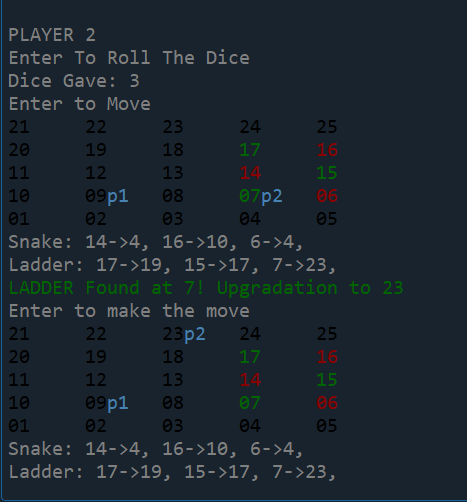 PLAYER 2
Enter To Roll The Dice
Dice Gave: 3
Enter to Move
21 22 23 24 25
20 19 18 17 16
11 12 13 14 15
10 09p1 08 07p2 06
01 02 03 04 05
Snake: 14->4, 16->10, 6->4,
Ladder: 17->19, 15->17, 7->23,
LADDER Found at 7! Upgradation to 23
Enter to make the move
21 22 23p2 24 25
20 19 18 17 16
11 12 13 14 15
10 09p1 08 07 06
01 02 03 04 05
Snake: 14->4, 16->10, 6->4,
Ladder: 17->19, 15->17, 7->23,